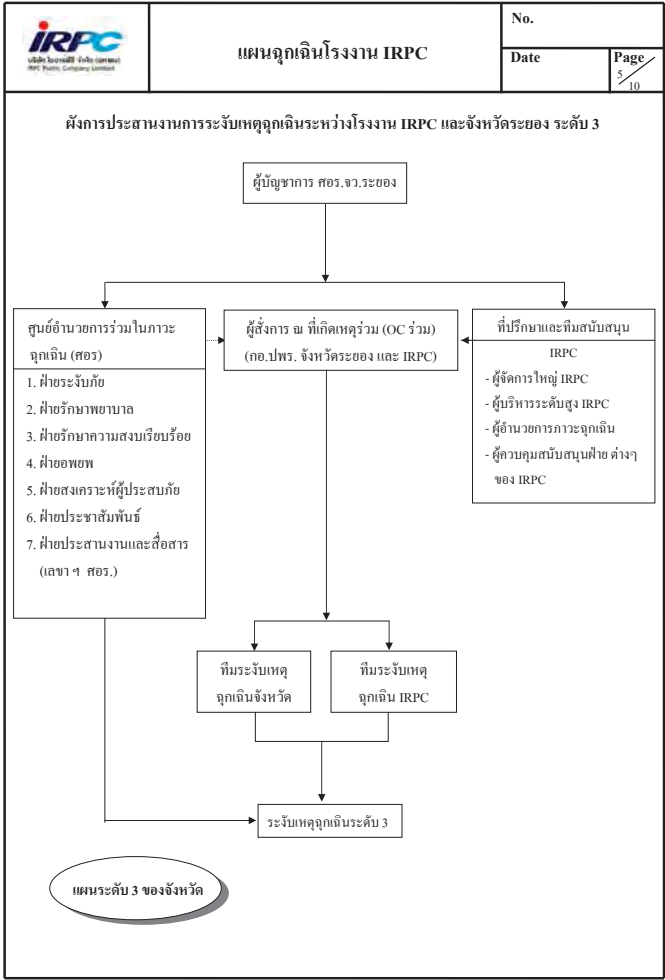 IRPC
บริษัท ไออาร์พีซี จำกัด (มหาชน)
IRPC Public Company Limited
แผนฉุกเฉินโรงงาน IRPC
No.
Date
Page
5
10
ผังการประสานงานการระงับเหตุฉุกเฉินระหว่างโรงงาน IRPC และจังหวัดระยอง ระดับ 3
ผู้บัญชาการ ศอร.จว.ระยอง
ศูนย์อำนวยการร่วมในภาวะ
ฉุกเฉิน (ศอร)
1. ฝ่ายระงับภัย
2. ฝ่ายรักษาพยาบาล
3. ฝ่ายรักษาความสงบเรียบร้อย
4. ฝ่ายอพยพ
5. ฝ่ายสงเคราะห์ผู้ประสบภัย
6. ฝ่ายประชาสัมพันธ์
7. ฝ่ายประสานงานและสื่อสาร
(เลขา ฯ ศอร.)
ผู้สั่งการ ณ ที่เกิดเหตุร่วม (OC ร่วม)
(กอ.ปพร. จังหวัดระยอง และ IRPC)
ที่ปรึกษาและทีมสนับสนุน
IRPC
- ผู้จัดการใหญ่ IRPC
- ผู้บริหารระดับสูง IRPC
- ผู้อำนวยการภาวะฉุกเฉิน
- ผู้ควบคุมสนับสนุนฝ่าย ต่างๆ
ของ IRPC
ทีมระงับเหตุ
ฉุกเฉินจังหวัด
ทีมระงับเหตุ
ฉุกเฉิน IRPC
ระงับเหตุฉุกเฉินระดับ 3
แผนระดับ 3 ของจังหวัด